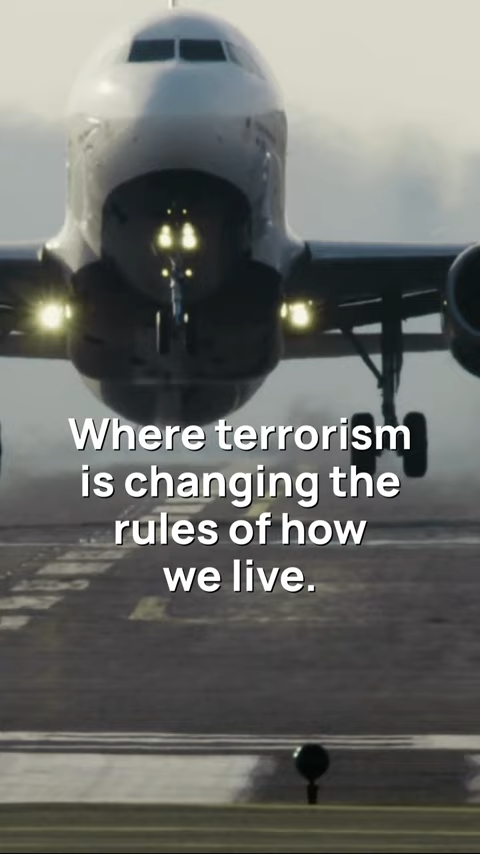 Where terrorism
is changing the
rules of how
we live.